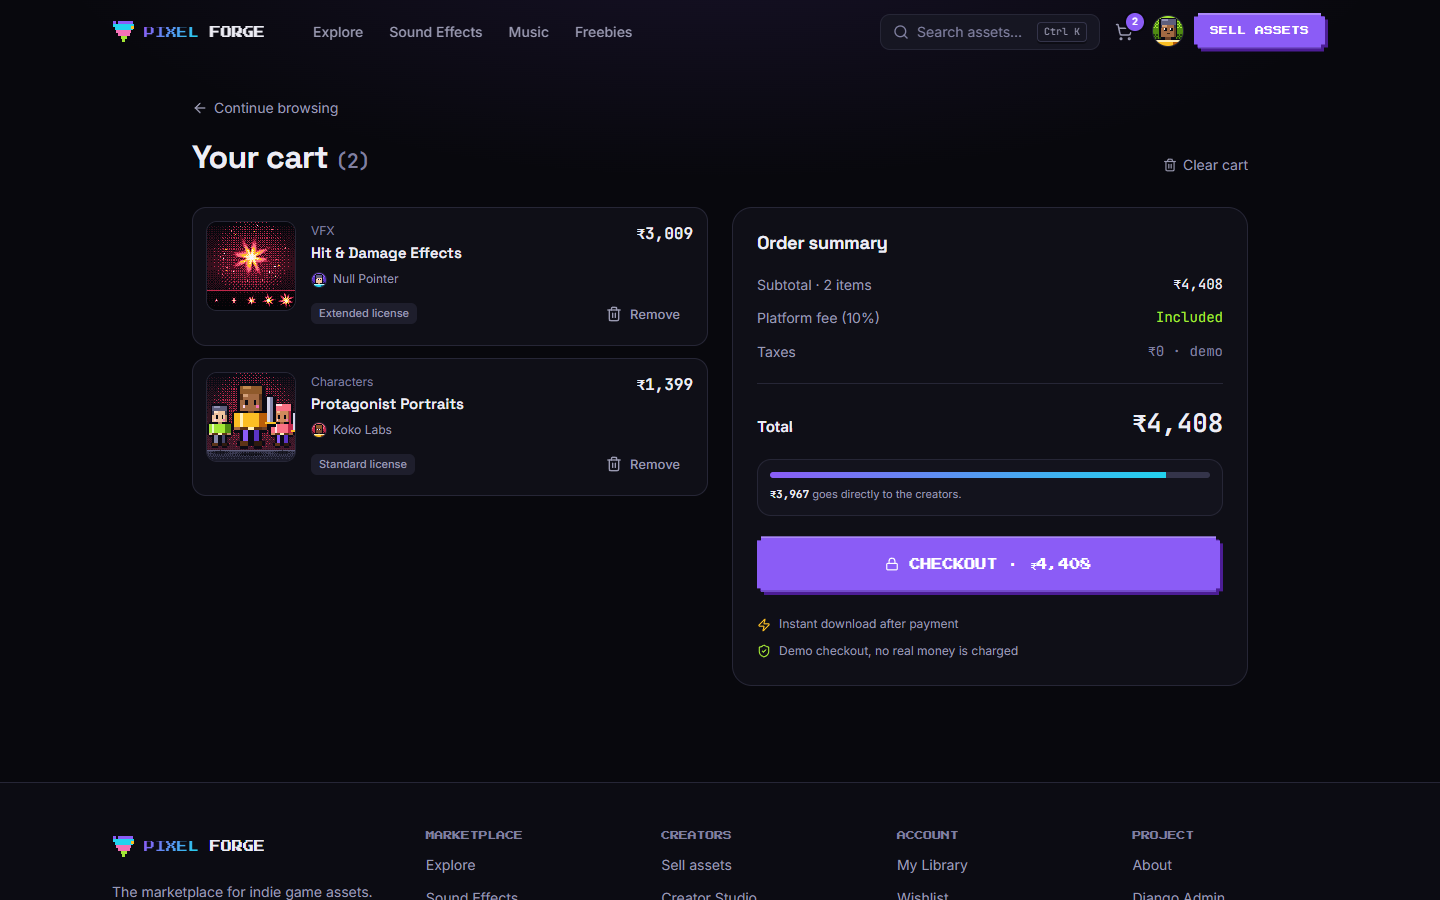 PIXEL FORGE
Explore
Sound Effects
Music
Freebies
Search assets...
Ctrl K
2
SELL ASSETS
Continue browsing
Your cart (2)
Clear cart
VFX
Hit & Damage Effects
Null Pointer
Extended license
₹3,009
Remove
Characters
Protagonist Portraits
Koko Labs
Standard license
₹1,399
Remove
Order summary
Subtotal · 2 items ₹4,408
Platform fee (10%) Included
Taxes ₹0 · demo
Total ₹4,408
₹3,967 goes directly to the creators.
CHECKOUT · ₹4,408
Instant download after payment
Demo checkout, no real money is charged
PIXEL FORGE
The marketplace for indie game assets.
MARKETPLACE
Explore
Sound Effects
CREATORS
Sell assets
Creator Studio
ACCOUNT
My Library
Wishlist
PROJECT
About
Django Admin